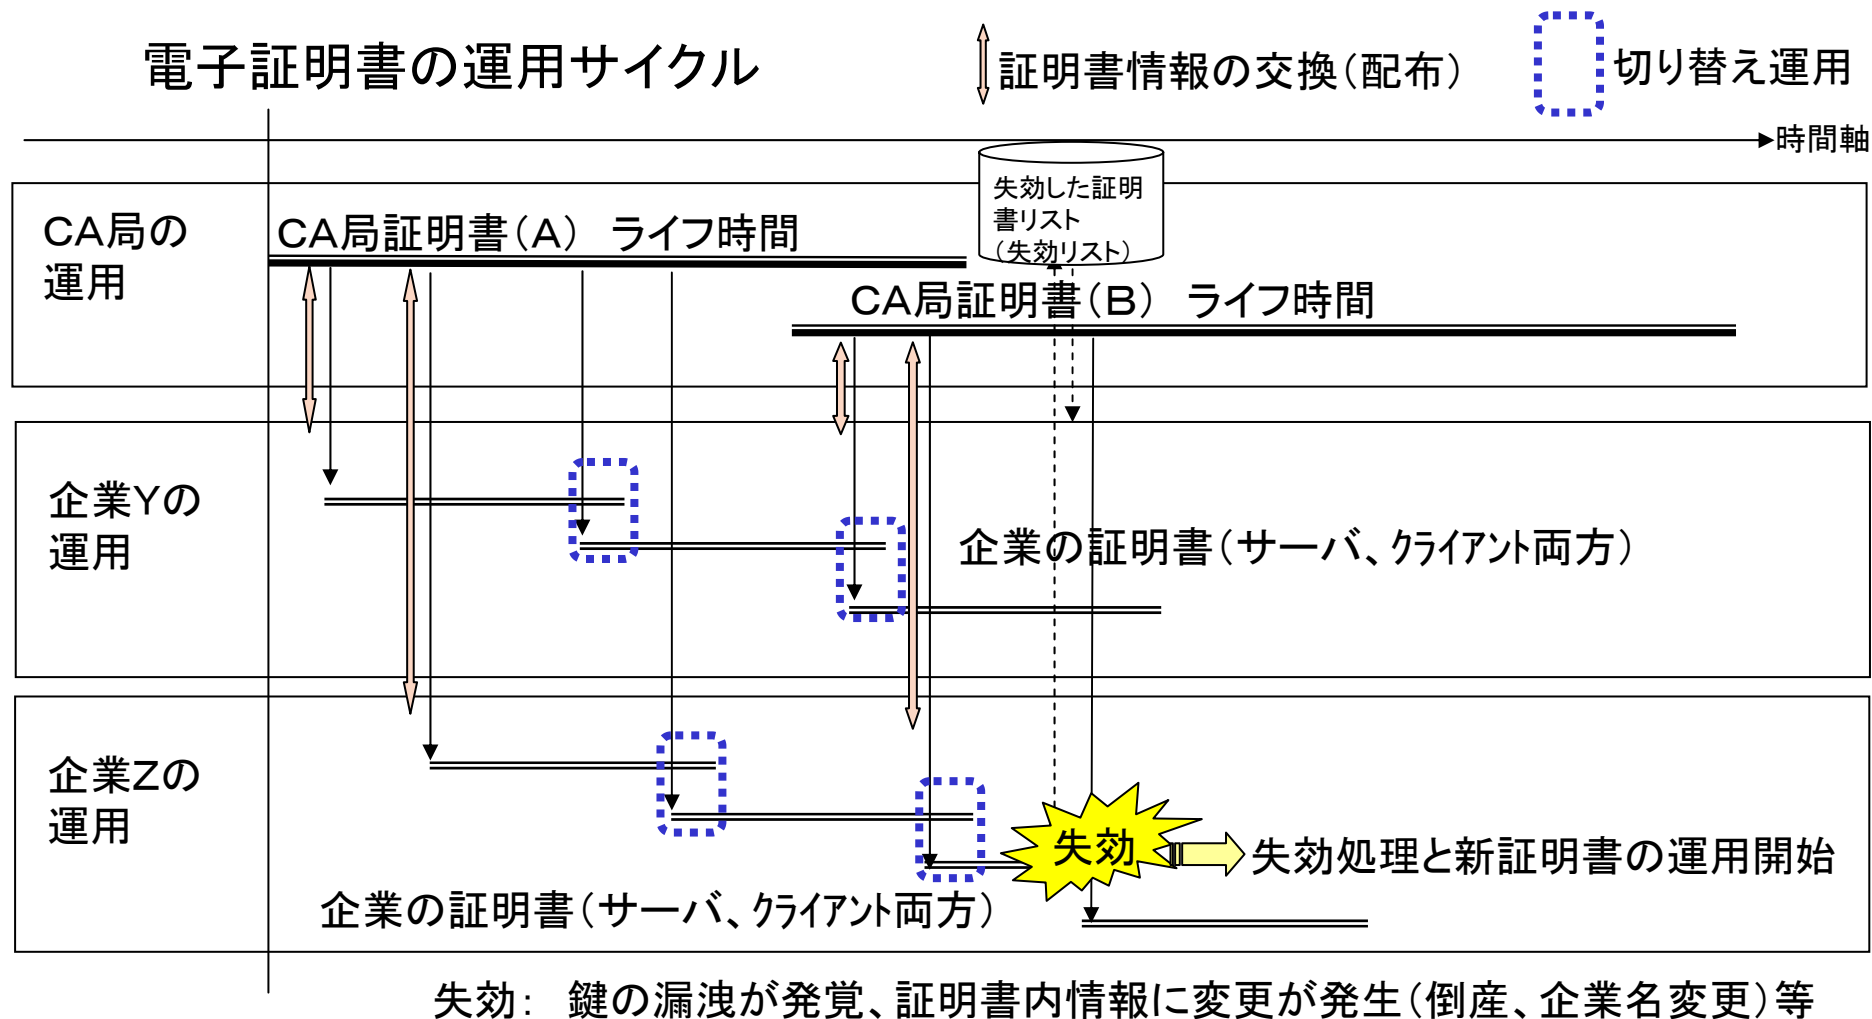 電子証明書の運用サイクル
証明書情報の交換（配布）
切り替え運用
時間軸
失効した証明
書リスト
（失効リスト）
ＣＡ局の
運用
ＣＡ局証明書（Ａ）　ライフ時間
ＣＡ局証明書（Ｂ）　ライフ時間
企業Ｙの
運用
企業の証明書（サーバ、クライアント両方）
企業Ｚの
運用
失効
失効処理と新証明書の運用開始
企業の証明書（サーバ、クライアント両方）
失効：　鍵の漏洩が発覚、証明書内情報に変更が発生（倒産、企業名変更）等